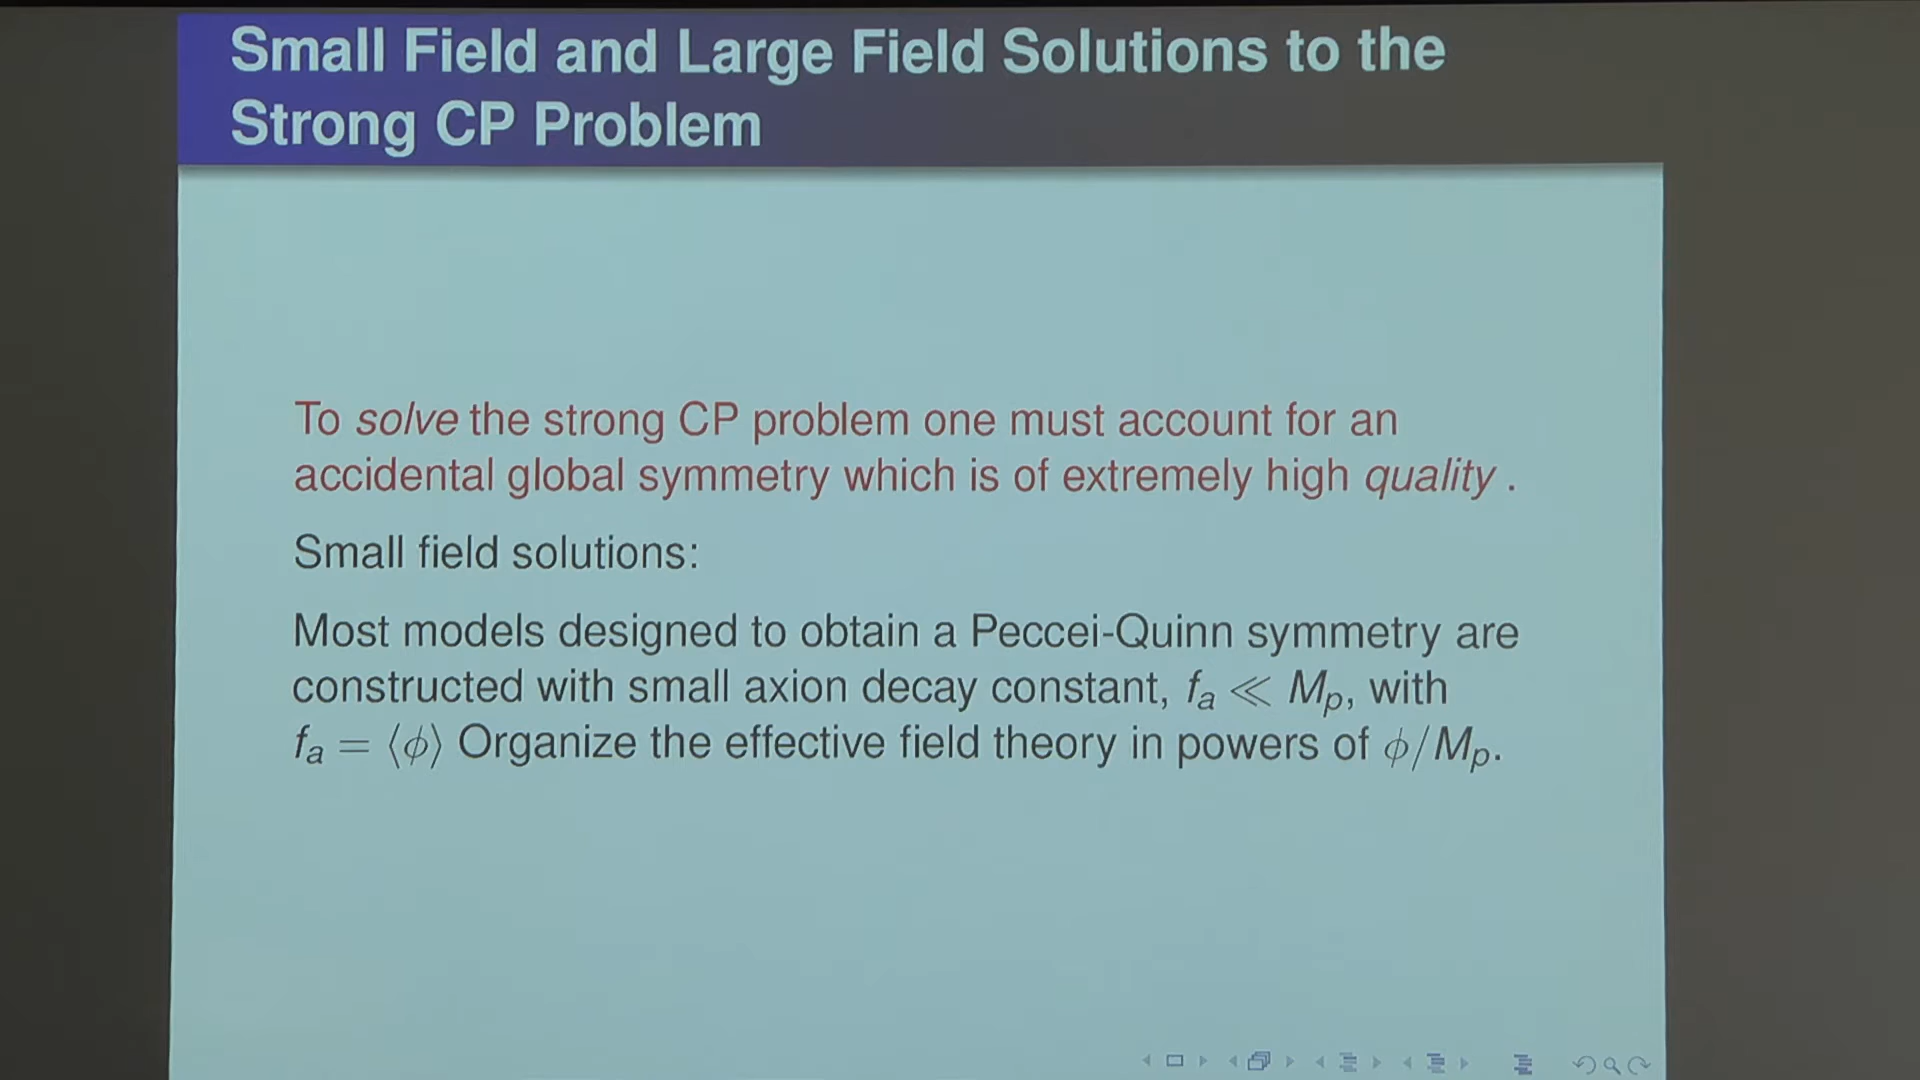 Small Field and Large Field Solutions to the
Strong CP Problem
To solve the strong CP problem one must account for an
accidental global symmetry which is of extremely high quality .
Small field solutions:
Most models designed to obtain a Peccei-Quinn symmetry are
constructed with small axion decay constant, fₐ ≪ Mₚ, with
fₐ = ⟨ϕ⟩ Organize the effective field theory in powers of ϕ/Mₚ.